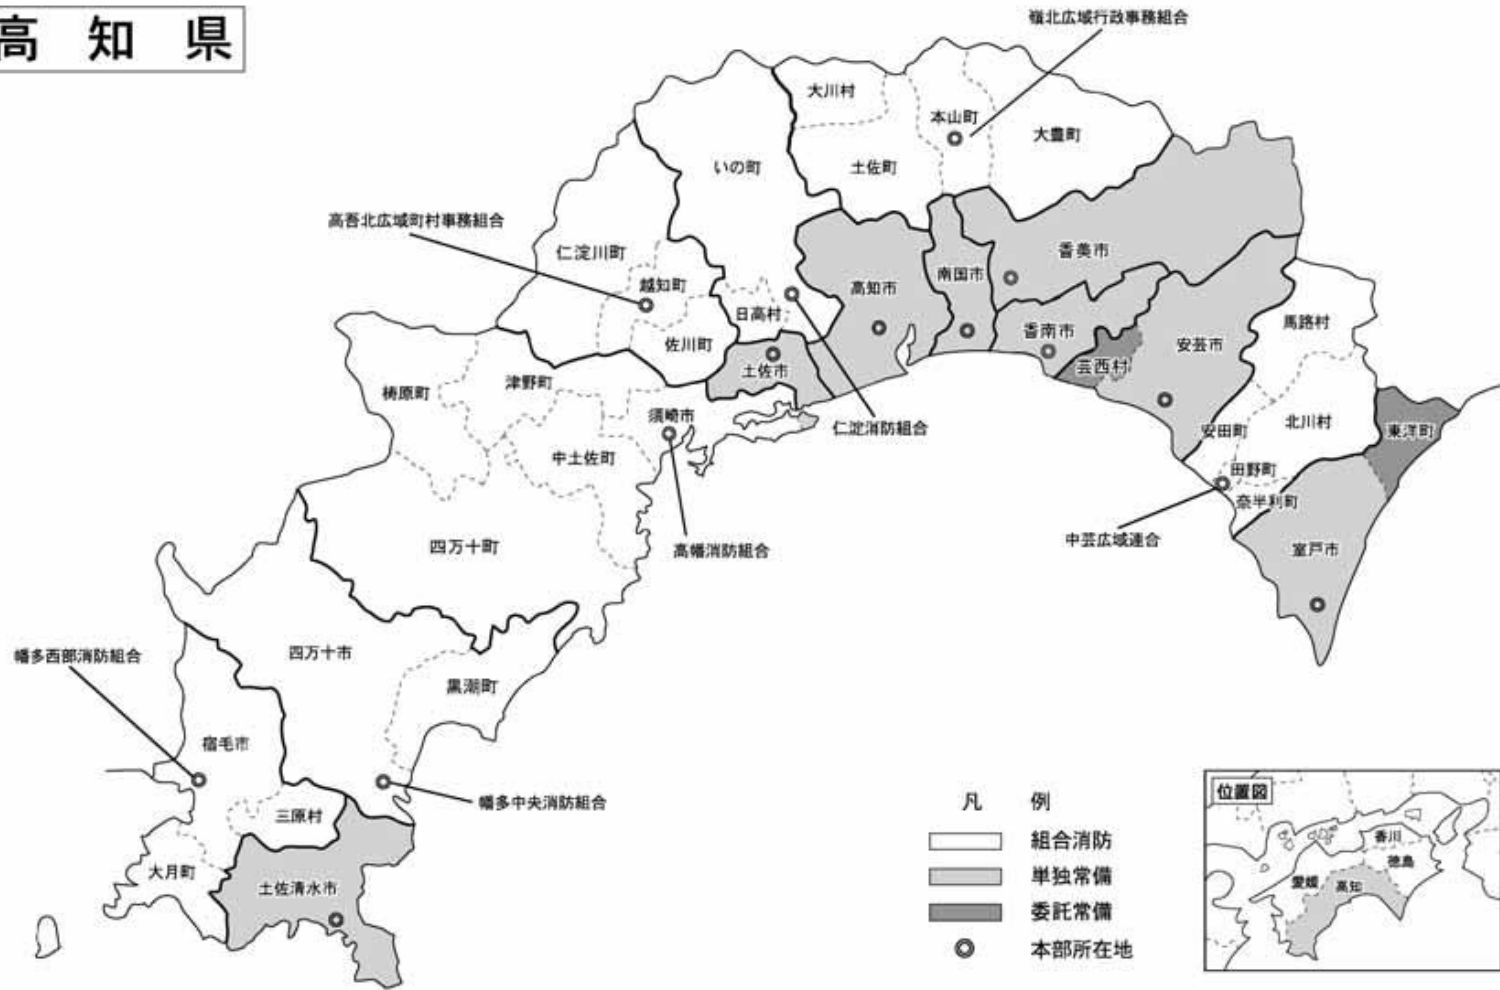 高知県
嶺北広域行政事務組合
大川村
本山町
大豊町
土佐町
いの町
高吾北広域町村事務組合
仁淀川町
越知町
日高村
佐川町
高知市
南国市
香美市
香南市
芸西村
安芸市
馬路村
土佐市
仁淀消防組合
梼原町
津野町
須崎市
中土佐町
高幡消防組合
四万十町
安田町
北川村
東洋町
田野町
奈半利町
中芸広域連合
室戸市
幡多西部消防組合
四万十市
黒潮町
宿毛市
幡多中央消防組合
三原村
大月町
土佐清水市
凡例
組合消防
単独常備
委託常備
本部所在地
位置図
香川
徳島
愛媛
高知